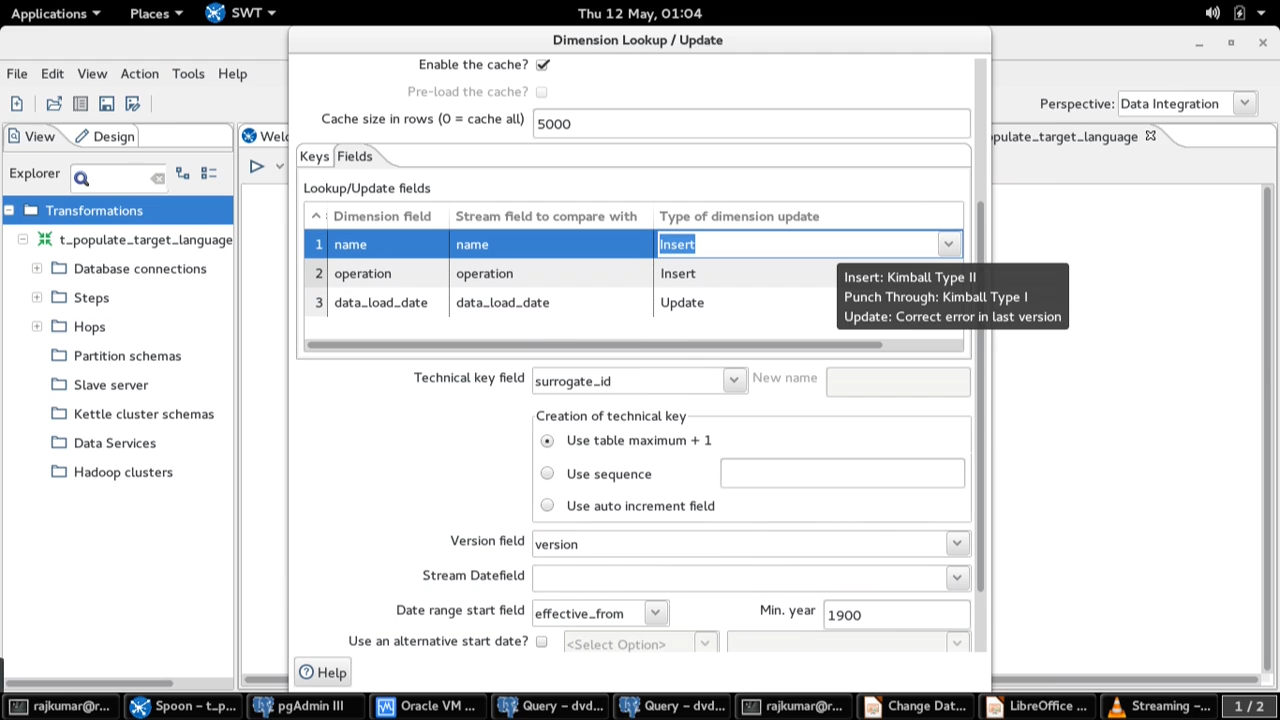 Applications Places SWT Thu 12 May, 01:04
Dimension Lookup / Update
File Edit View Action Tools Help
Perspective: Data Integration
View Design
Welc
opulate_target_language
Explorer
Transformations
t_populate_target_language
Database connections
Steps
Hops
Partition schemas
Slave server
Kettle cluster schemas
Data Services
Hadoop clusters
Enable the cache?
Pre-load the cache?
Cache size in rows (0 = cache all) 5000
Keys Fields
Lookup/Update fields
Dimension field Stream field to compare with Type of dimension update
1 name name Insert
2 operation operation Insert
3 data_load_date data_load_date Update
Insert: Kimball Type II
Punch Through: Kimball Type I
Update: Correct error in last version
Technical key field surrogate_id New name
Creation of technical key
Use table maximum + 1
Use sequence
Use auto increment field
Version field version
Stream Datefield
Date range start field effective_from Min. year 1900
Use an alternative start date? <Select Option>
Help
rajkumar@r... Spoon – t_p... pgAdmin III Oracle VM ... Query – dvd... Query – dvd... rajkumar@r... Change Dat... LibreOffice ... Streaming –... 1 / 2